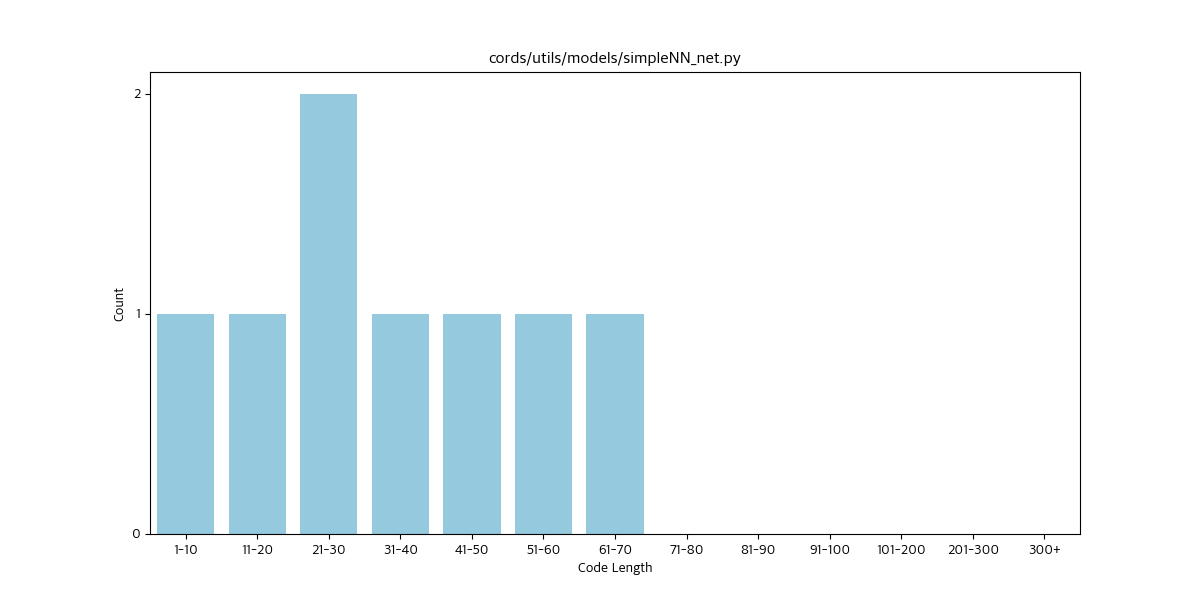 cords/utils/models/simpleNN_net.py
Count
2
1
0
1-10 11-20 21-30 31-40 41-50 51-60 61-70 71-80 81-90 91-100 101-200 201-300 300+
Code Length